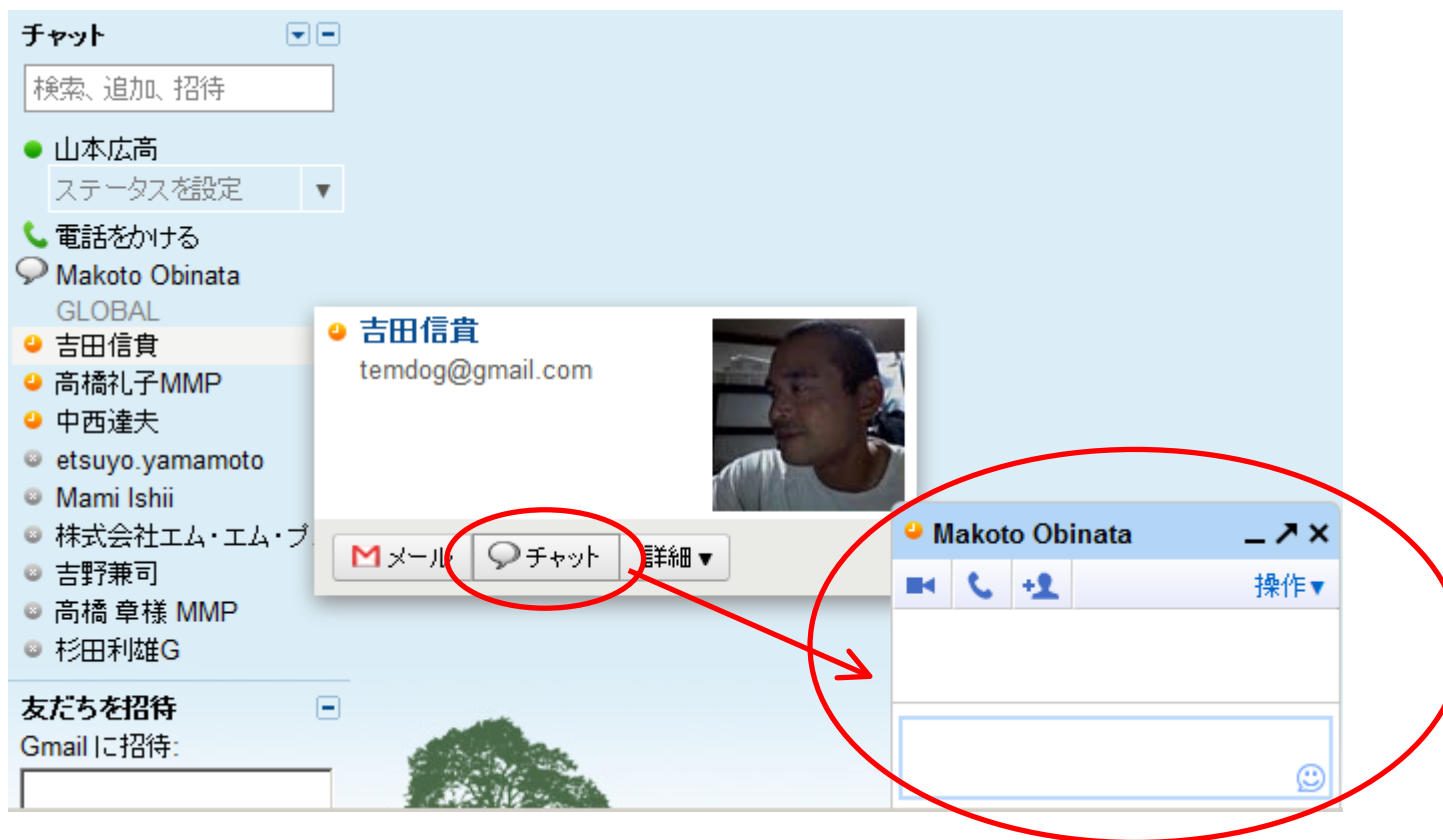 チャット
検索、追加、招待
山本広高
ステータスを設定
電話をかける
Makoto Obinata
GLOBAL
吉田信貴
高橋礼子MMP
中西達夫
etsuyo.yamamoto
Mami Ishii
株式会社エム・エム・プ
吉野兼司
高橋 章様 MMP
杉田利雄G
友だちを招待
Gmail に招待:
吉田信貴
temdog@gmail.com
メール チャット 詳細▼
Makoto Obinata
操作▼